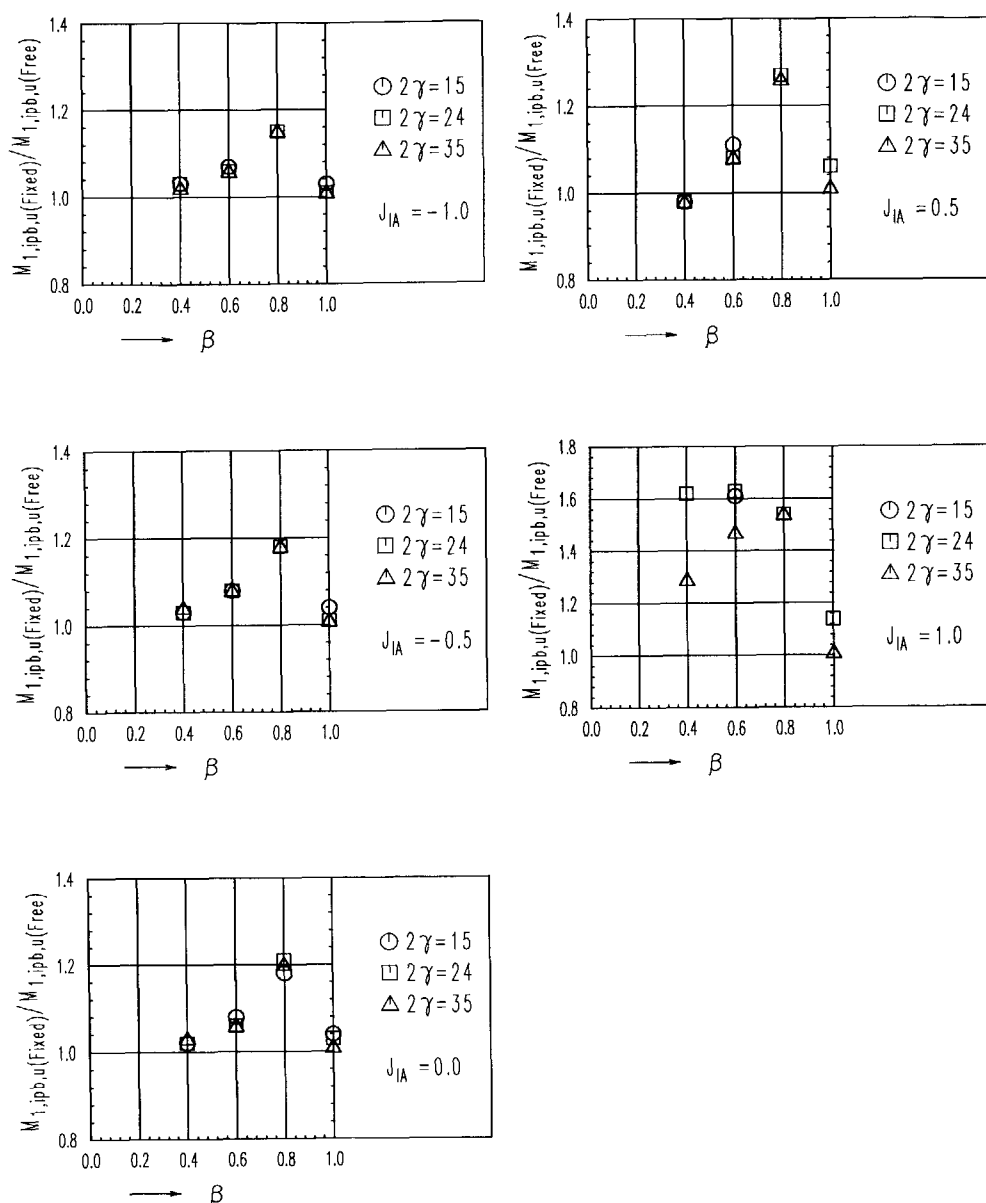 M1,ipb,u(Fixed)/M1,ipb,u(Free)
1.4
1.2
1.0
0.8
0.0 0.2 0.4 0.6 0.8 1.0
β
2γ=15
2γ=24
2γ=35
JIA =-1.0
M1,ipb,u(Fixed)/M1,ipb,u(Free)
1.4
1.2
1.0
0.8
0.0 0.2 0.4 0.6 0.8 1.0
β
2γ=15
2γ=24
2γ=35
JIA =0.5
M1,ipb,u(Fixed)/M1,ipb,u(Free)
1.4
1.2
1.0
0.8
0.0 0.2 0.4 0.6 0.8 1.0
β
2γ=15
2γ=24
2γ=35
JIA =-0.5
M1,ipb,u(Fixed)/M1,ipb,u(Free)
1.8
1.6
1.4
1.2
1.0
0.8
0.0 0.2 0.4 0.6 0.8 1.0
β
2γ=15
2γ=24
2γ=35
JIA =1.0
M1,ipb,u(Fixed)/M1,ipb,u(Free)
1.4
1.2
1.0
0.8
0.0 0.2 0.4 0.6 0.8 1.0
β
2γ=15
2γ=24
2γ=35
JIA =0.0